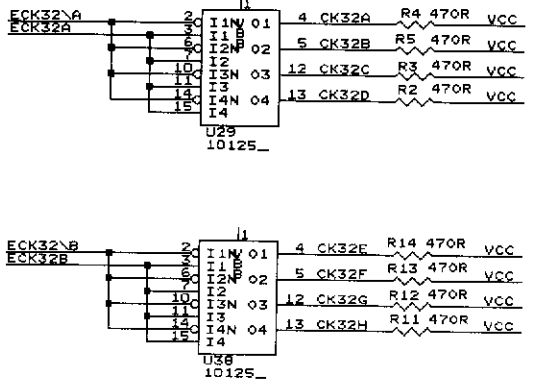 1
ECK32\A 2 I1N V O1 4 CK32A R4 470R VCC
ECK32A 3 I1 B
6 I2N B O2 5 CK32B R5 470R VCC
7 I2
10 I3N O3 12 CK32C R3 470R VCC
11 I3
14 I4N O4 13 CK32D R2 470R VCC
15 I4
U29
10125_
1
ECK32\B 2 I1N V O1 4 CK32E R14 470R VCC
ECK32B 3 I1 B
6 I2N B O2 5 CK32F R13 470R VCC
7 I2
10 I3N O3 12 CK32G R12 470R VCC
11 I3
14 I4N O4 13 CK32H R11 470R VCC
15 I4
U38
10125_